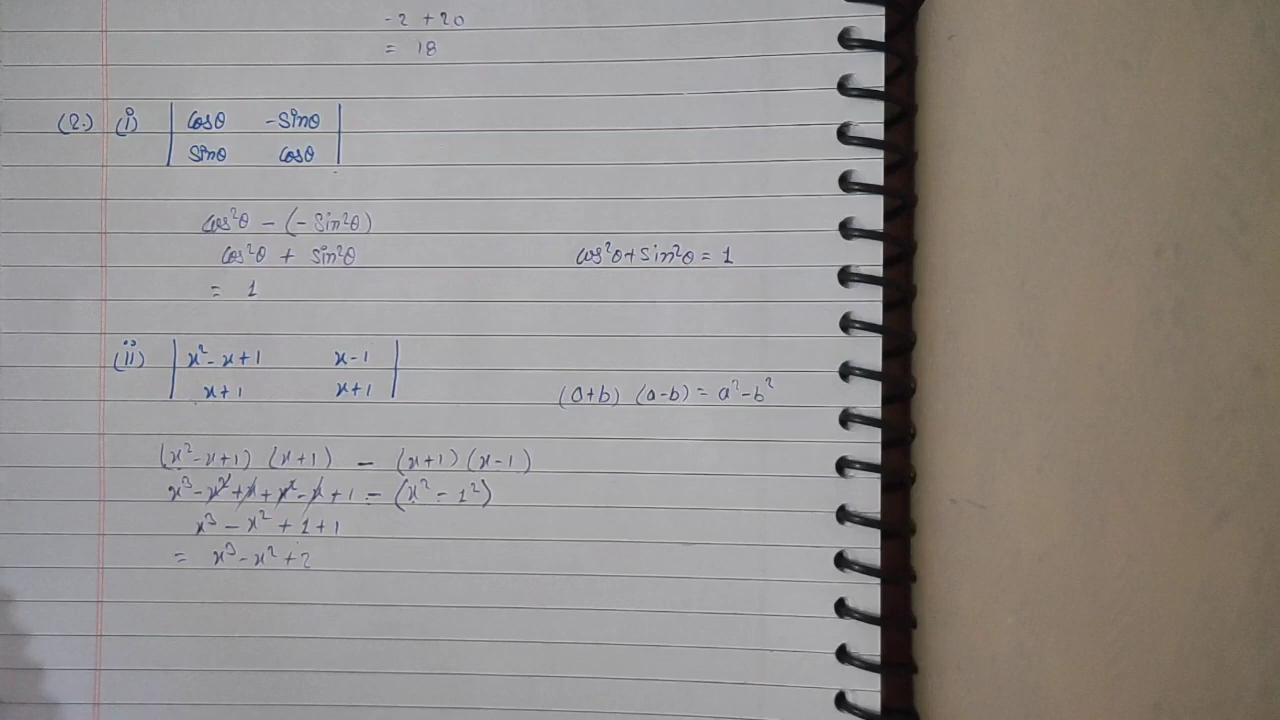 -2 + 20
= 18
(2.) (i) | cosθ -sinθ |
| sinθ cosθ |
cos²θ - (- sin²θ)
cos²θ + sin²θ cos²θ + sin²θ = 1
= 1
(ii) | x² - x + 1 x - 1 |
| x + 1 x + 1 | (a+b) (a-b) = a² - b²
(x² - x + 1) (x + 1) - (x + 1) (x - 1)
x³ - x² + x + x² - x + 1 - (x² - 1²)
x³ - x² + 1 + 1
= x³ - x² + 2